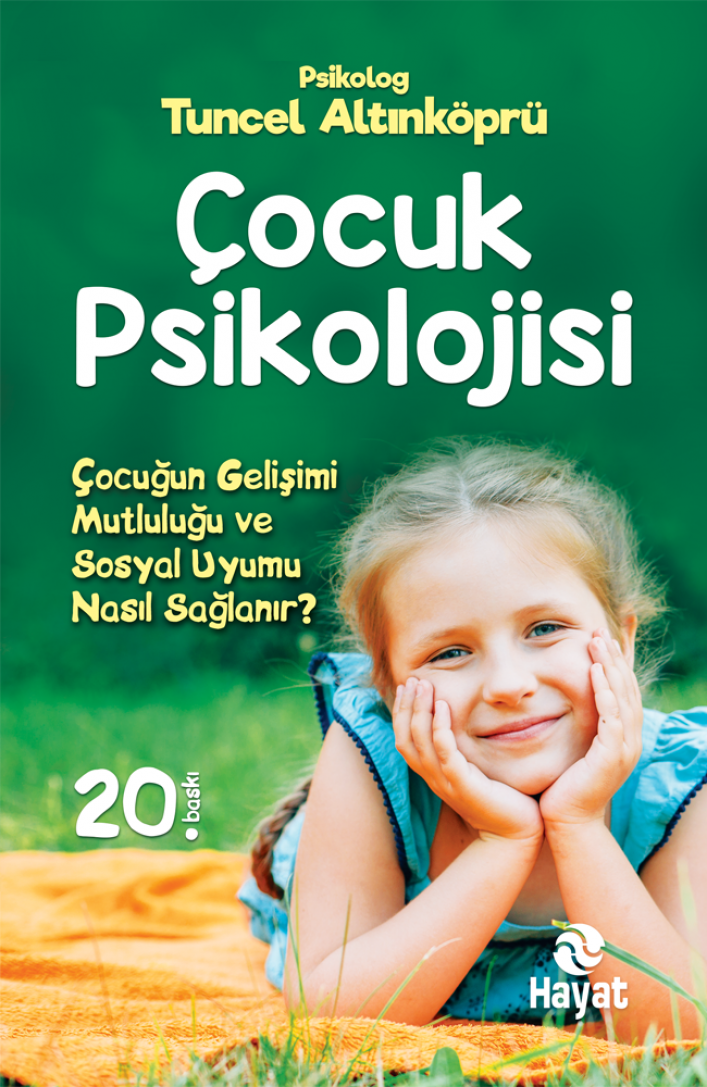 Psikolog
Tuncel Altınköprü
Çocuk
Psikolojisi
Çocuğun Gelişimi
Mutluluğu ve
Sosyal Uyumu
Nasıl Sağlanır?
20.
baskı
Hayat